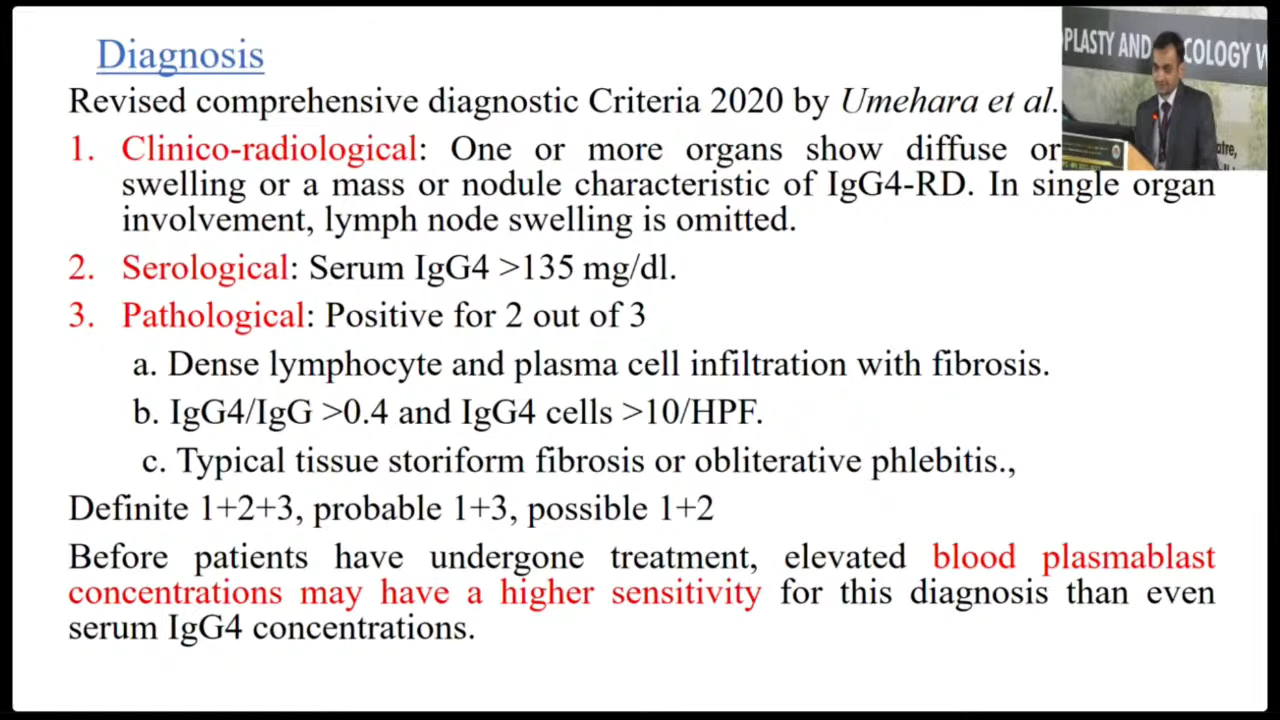 Diagnosis
Revised comprehensive diagnostic Criteria 2020 by Umehara et al.
1. Clinico-radiological: One or more organs show diffuse or
swelling or a mass or nodule characteristic of IgG4-RD. In single organ
involvement, lymph node swelling is omitted.
2. Serological: Serum IgG4 >135 mg/dl.
3. Pathological: Positive for 2 out of 3
a. Dense lymphocyte and plasma cell infiltration with fibrosis.
b. IgG4/IgG >0.4 and IgG4 cells >10/HPF.
c. Typical tissue storiform fibrosis or obliterative phlebitis.,
Definite 1+2+3, probable 1+3, possible 1+2
Before patients have undergone treatment, elevated blood plasmablast
concentrations may have a higher sensitivity for this diagnosis than even
serum IgG4 concentrations.
PLASTY AND COLOGY W